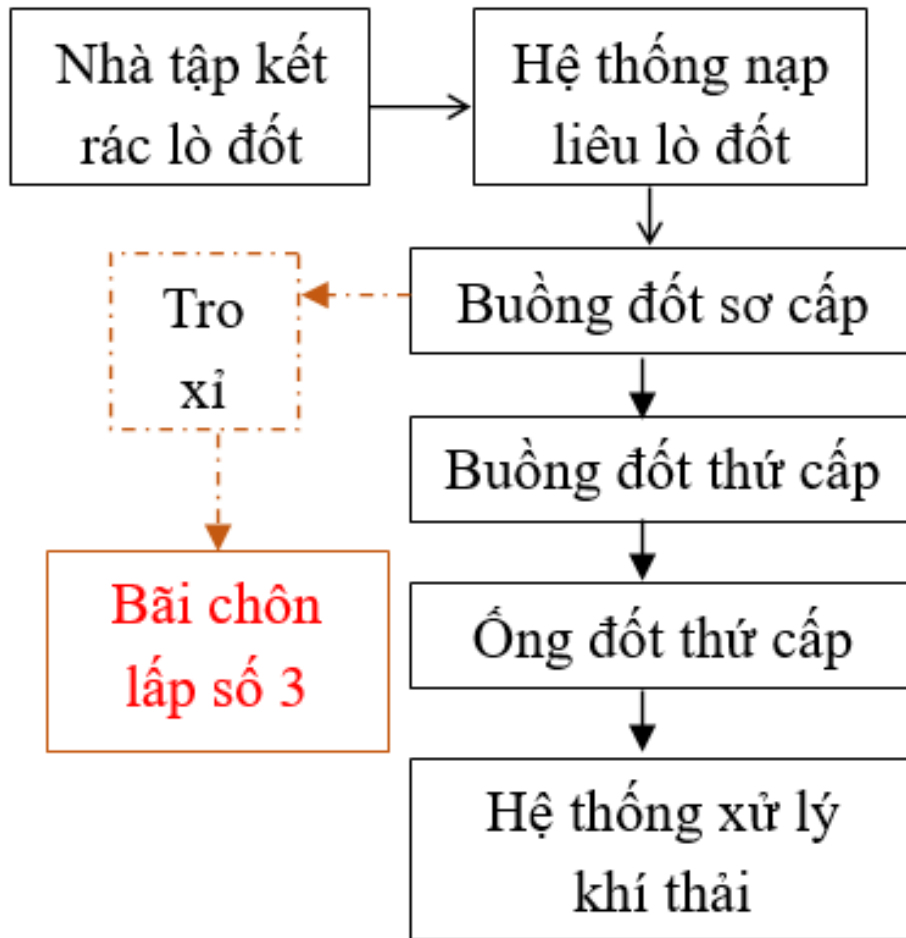 Nhà tập kết
rác lò đốt
Hệ thống nạp
liêu lò đốt
Buồng đốt sơ cấp
Tro
xỉ
Buồng đốt thứ cấp
Bãi chôn
lấp số 3
Ống đốt thứ cấp
Hệ thống xử lý
khí thải